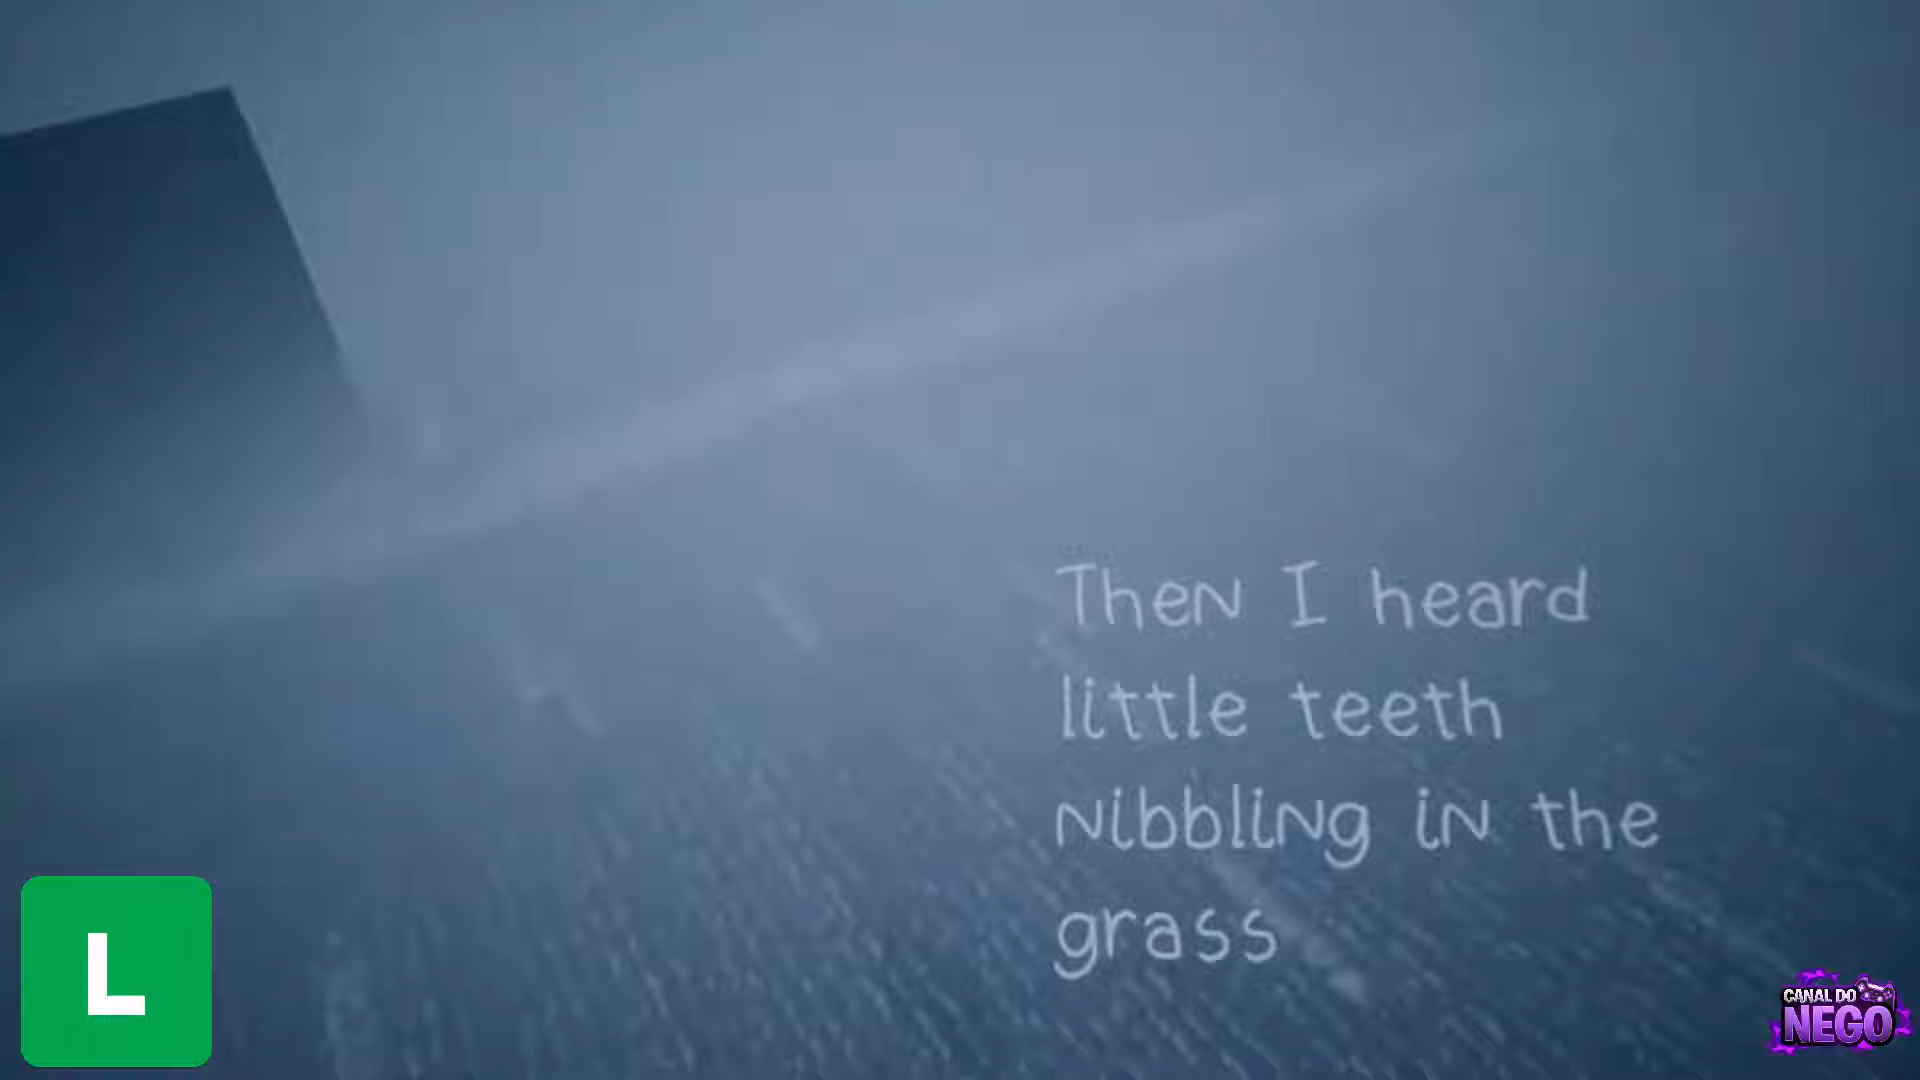 Then I heard
little teeth
nibbling in the
grass
L
CANAL DO
NEGO